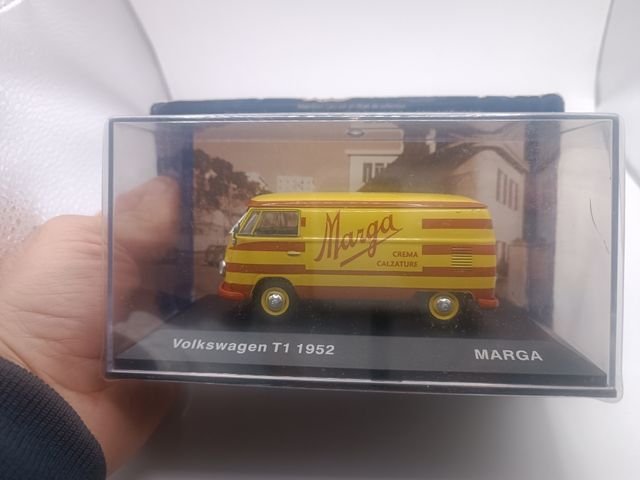 Marga
CREMA
CALZATURE
Volkswagen T1 1952
MARGA